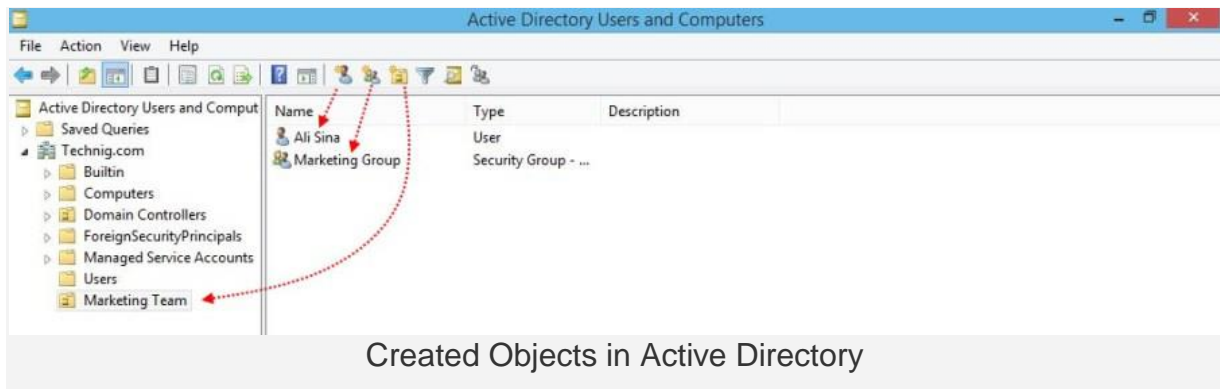 Active Directory Users and Computers
File Action View Help
Active Directory Users and Comput
Saved Queries
Technig.com
Builtin
Computers
Domain Controllers
ForeignSecurityPrincipals
Managed Service Accounts
Users
Marketing Team
Name Type Description
Ali Sina User
Marketing Group Security Group - ...
Created Objects in Active Directory